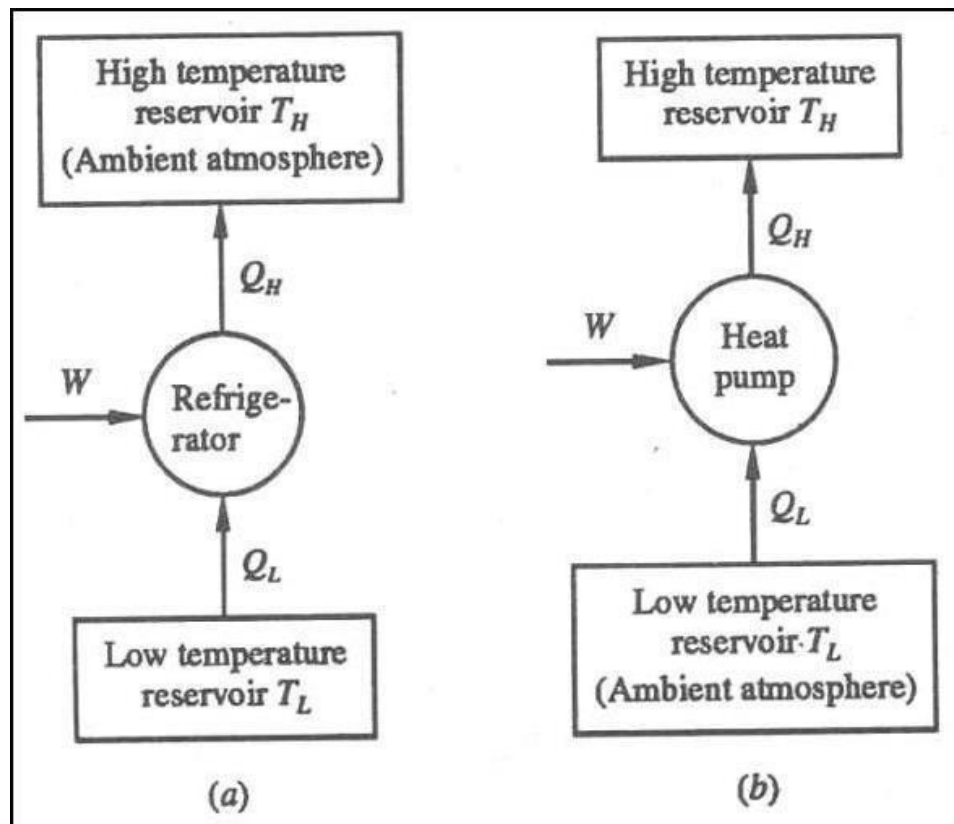 High temperature
reservoir T_H
(Ambient atmosphere)
Q_H
W
Refrige-
rator
Q_L
Low temperature
reservoir T_L
(a)
High temperature
reservoir T_H
Q_H
W
Heat
pump
Q_L
Low temperature
reservoir T_L
(Ambient atmosphere)
(b)